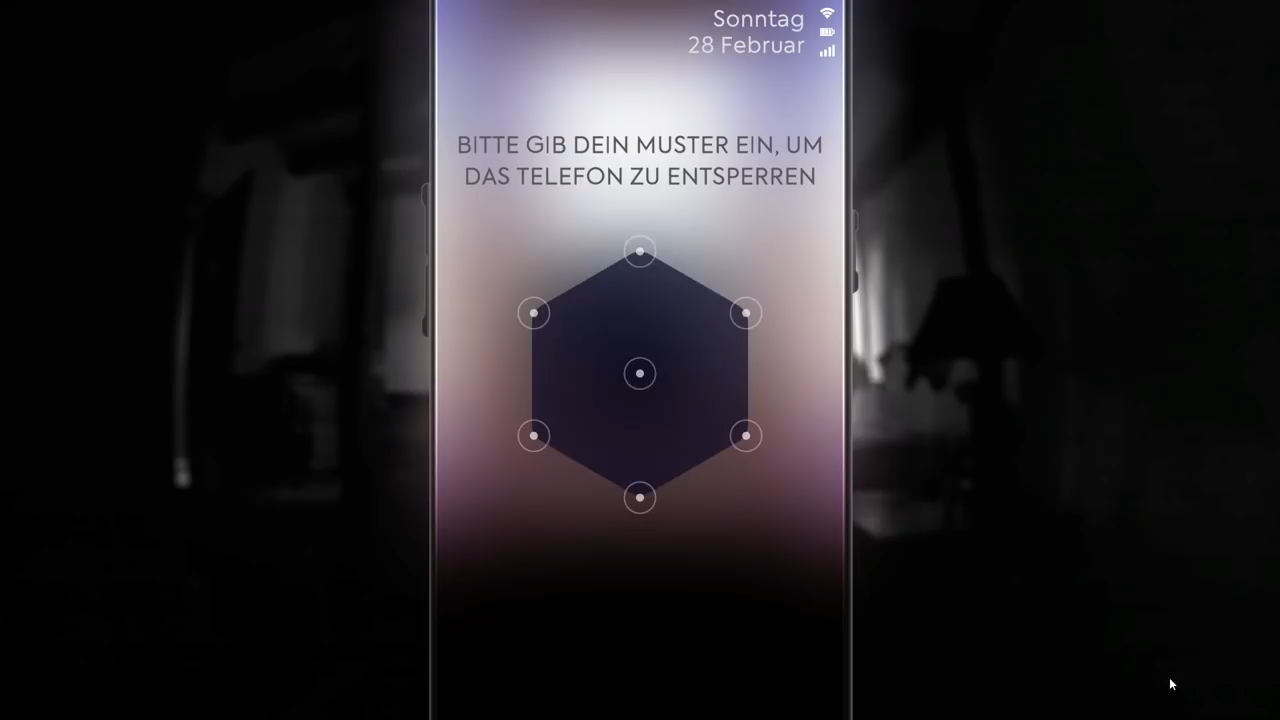 Sonntag
28 Februar
BITTE GIB DEIN MUSTER EIN, UM
DAS TELEFON ZU ENTSPERREN